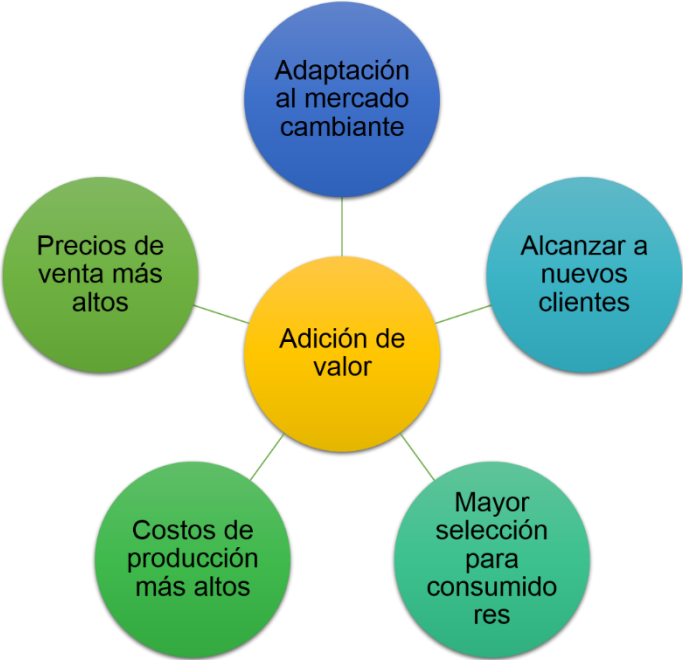 Adaptación
al mercado
cambiante
Precios de
venta más
altos
Alcanzar a
nuevos
clientes
Adición de
valor
Costos de
producción
más altos
Mayor
selección
para
consumido
res